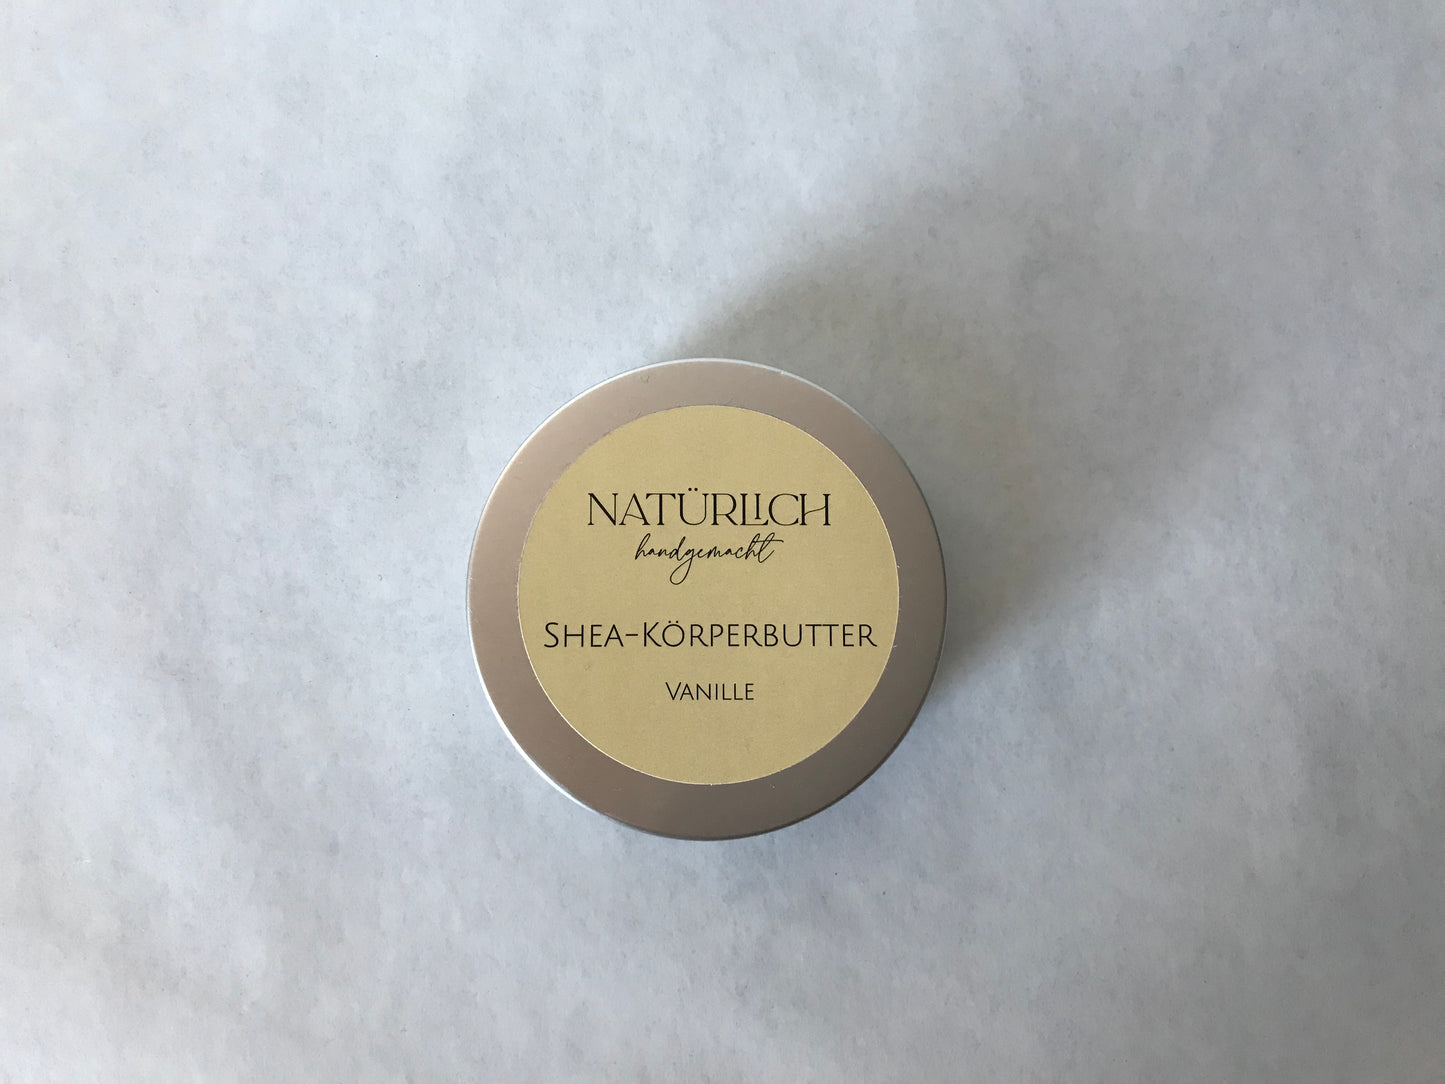 NATÜRLICH
handgemacht
SHEA-KÖRPERBUTTER
VANILLE